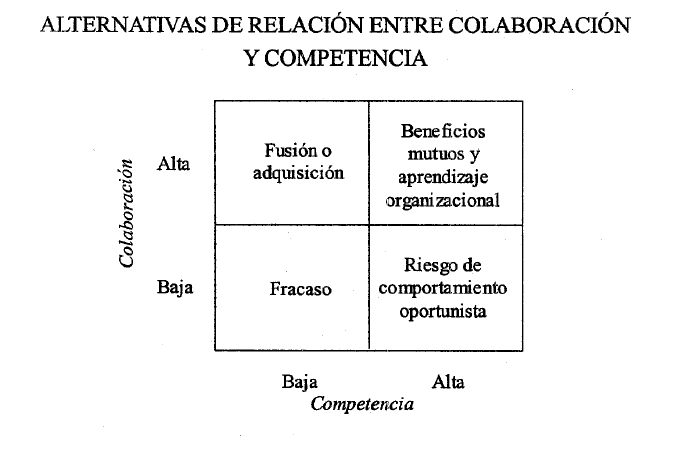 ALTERNATIVAS DE RELACIÓN ENTRE COLABORACIÓN
Y COMPETENCIA
Colaboración
Alta
Fusión o
adquisición
Beneficios
mutuos y
aprendizaje
organizacional
Baja
Fracaso
Riesgo de
comportamiento
oportunista
Baja
Alta
Competencia